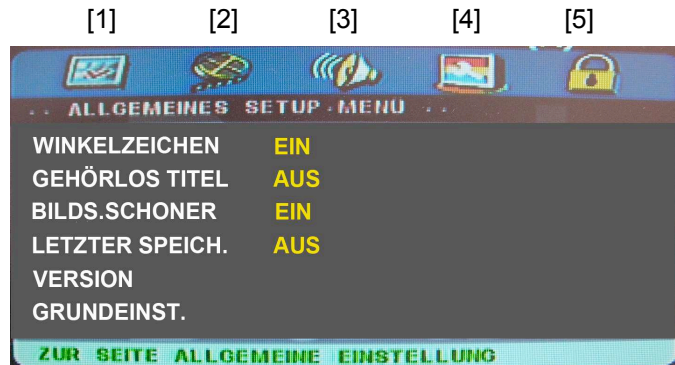 [1] [2] [3] [4] [5]
.. ALLGEMEINES SETUP-MENÜ ..
WINKELZEICHEN EIN
GEHÖRLOS TITEL AUS
BILDS.SCHONER EIN
LETZTER SPEICH. AUS
VERSION
GRUNDEINST.
ZUR SEITE ALLGEMEINE EINSTELLUNG